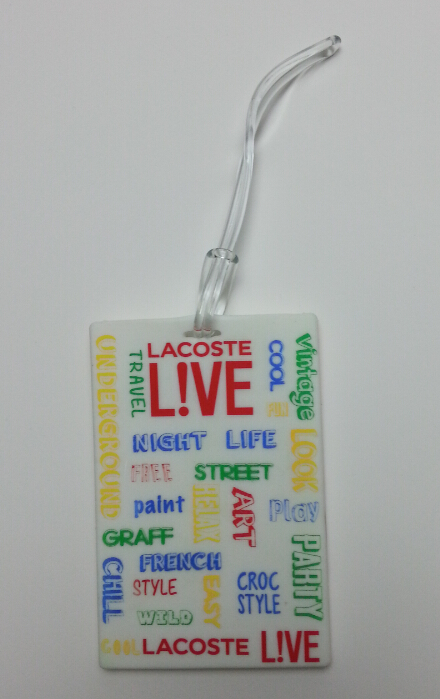 LACOSTE
L!VE
TRAVEL
UNDERGROUND
COOL
vintage
NIGHT LIFE
LOOK
FREE STREET
paint
RELAX
ART
Play
GRAFF
FRENCH
PARTY
CHILL
STYLE
EASY
CROC
STYLE
WILD
COOL
LACOSTE L!VE